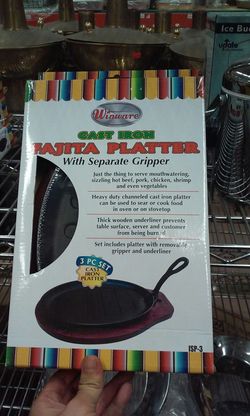 Winware
CAST IRON
FAJITA PLATTER
With Separate Gripper
Just the thing to serve mouthwatering,
sizzling hot beef, pork, chicken, shrimp
and even vegetables
Heavy duty channeled cast iron platter
can be used to sear or cook food
in oven or on stovetop
Thick wooden underliner prevents
table surface, server and customer
from being burned
Set includes platter with removable
gripper and underliner
3 PC SET
CAST
IRON
PLATTER
ISP-3
Ice Bu
update